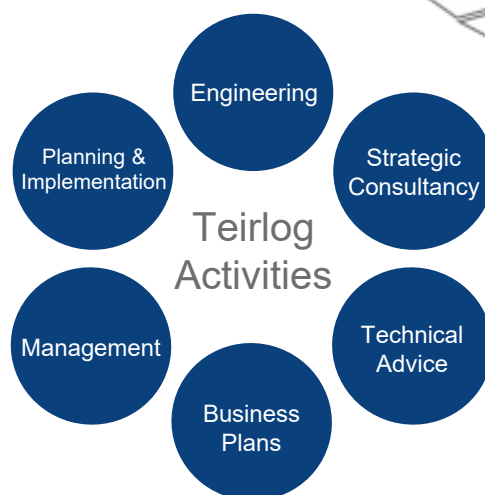 Engineering
Strategic
Consultancy
Technical
Advice
Business
Plans
Management
Planning &
Implementation
Teirlog
Activities